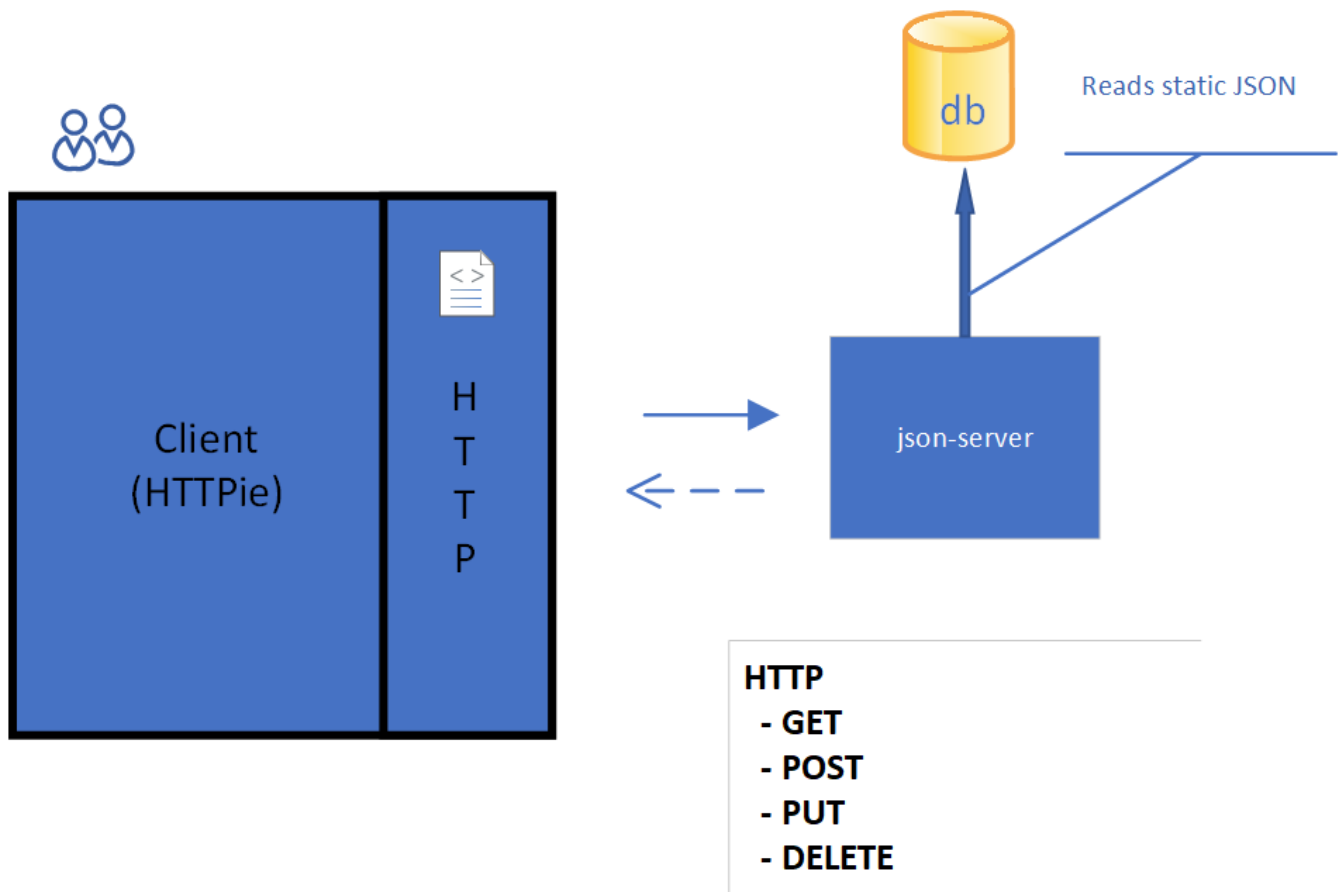 db
Reads static JSON
< >
Client
(HTTPie)
H
T
T
P
json-server
HTTP
- GET
- POST
- PUT
- DELETE